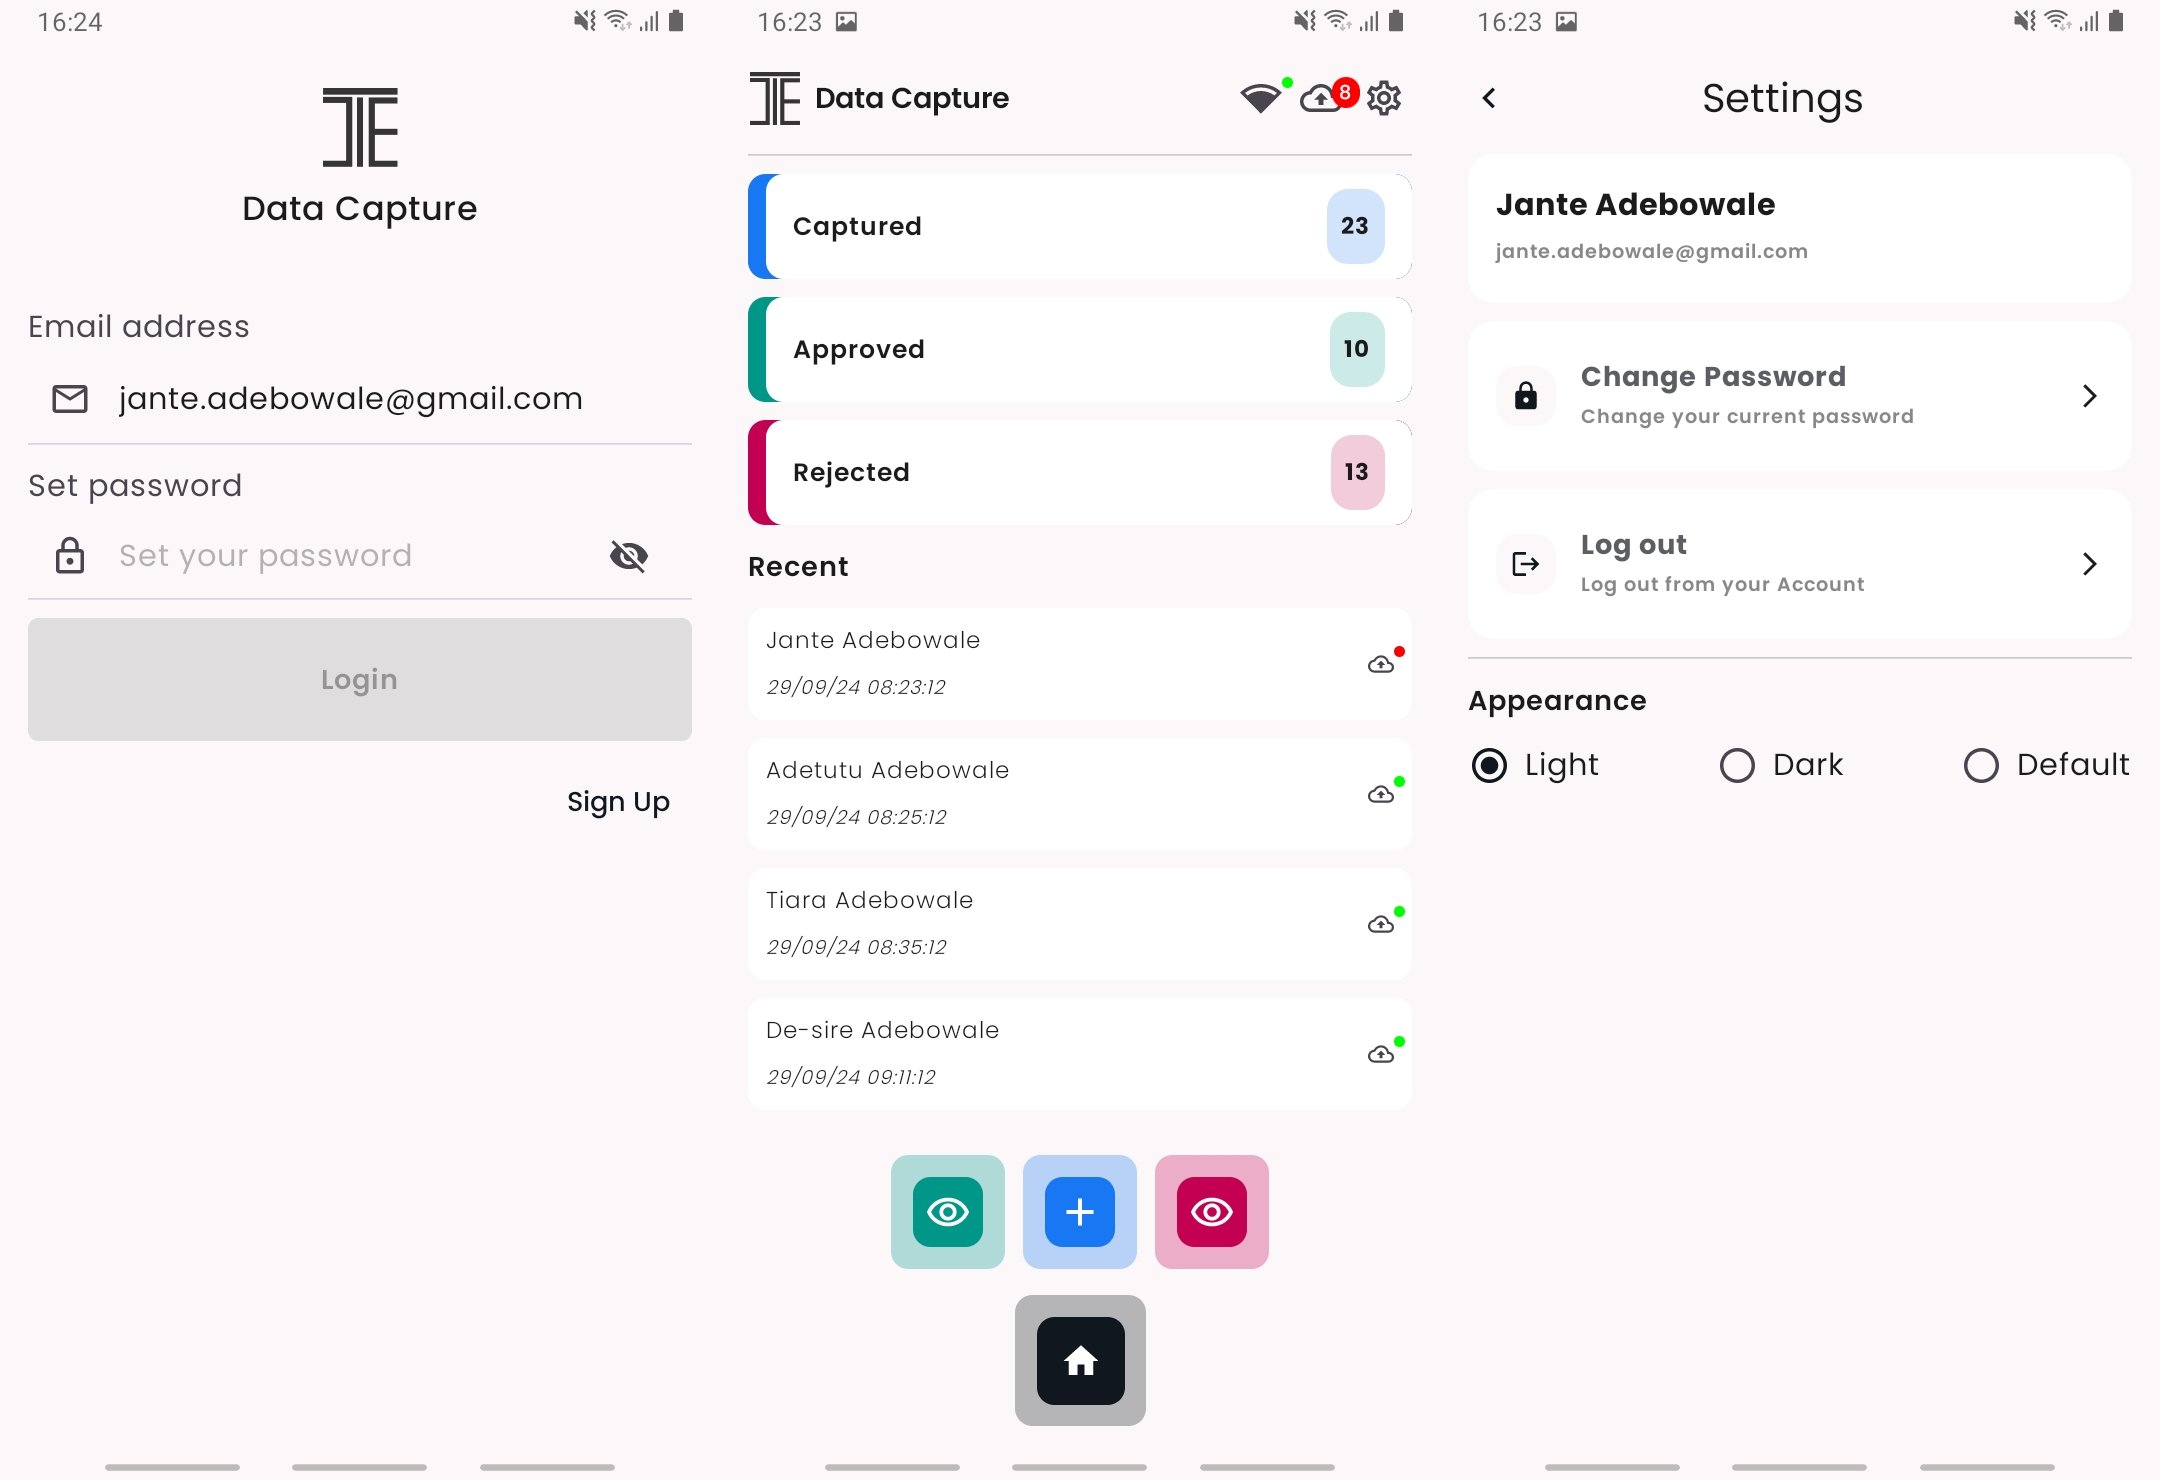 16:24
Data Capture
Email address
jante.adebowale@gmail.com
Set password
Set your password
Login
Sign Up
16:23
Data Capture
8
Captured
23
Approved
10
Rejected
13
Recent
Jante Adebowale
29/09/24 08:23:12
Adetutu Adebowale
29/09/24 08:25:12
Tiara Adebowale
29/09/24 08:35:12
De-sire Adebowale
29/09/24 09:11:12
16:23
Settings
Jante Adebowale
jante.adebowale@gmail.com
Change Password
Change your current password
Log out
Log out from your Account
Appearance
Light
Dark
Default